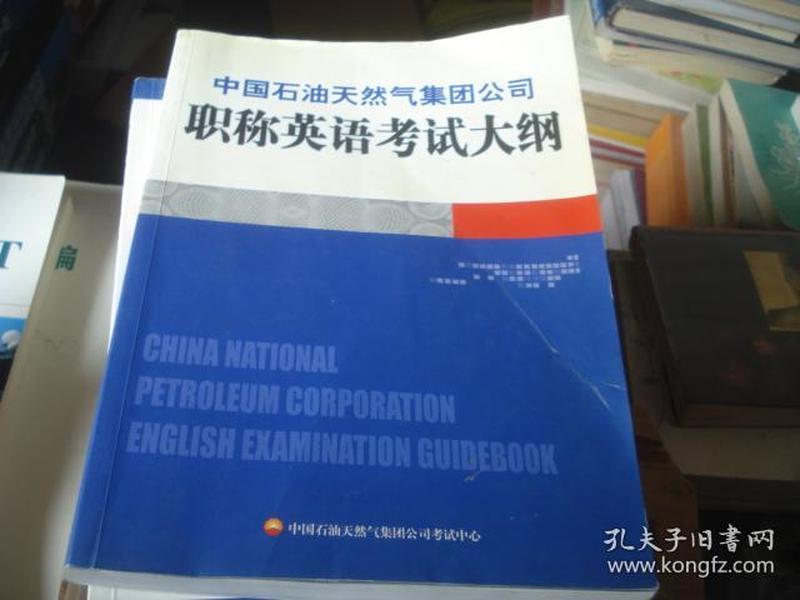 中国石油天然气集团公司
职称英语考试大纲
CHINA NATIONAL
PETROLEUM CORPORATION
ENGLISH EXAMINATION GUIDEBOOK
中国石油天然气集团公司考试中心
T
扁
孔夫子旧书网
www.kongfz.com